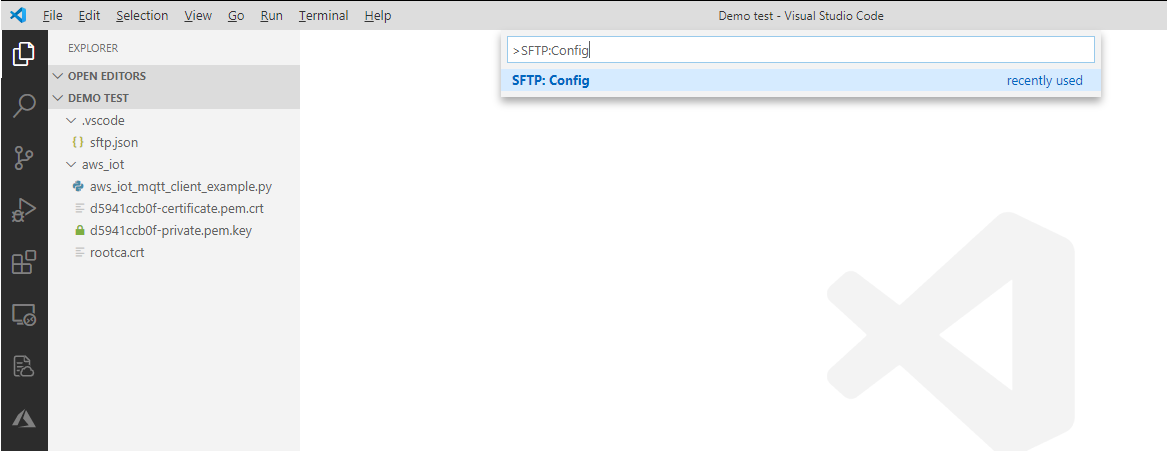 File Edit Selection View Go Run Terminal Help Demo test - Visual Studio Code
EXPLORER
>SFTP:Config
OPEN EDITORS
SFTP: Config recently used
DEMO TEST
.vscode
{ } sftp.json
aws_iot
aws_iot_mqtt_client_example.py
d5941ccb0f-certificate.pem.crt
d5941ccb0f-private.pem.key
rootca.crt